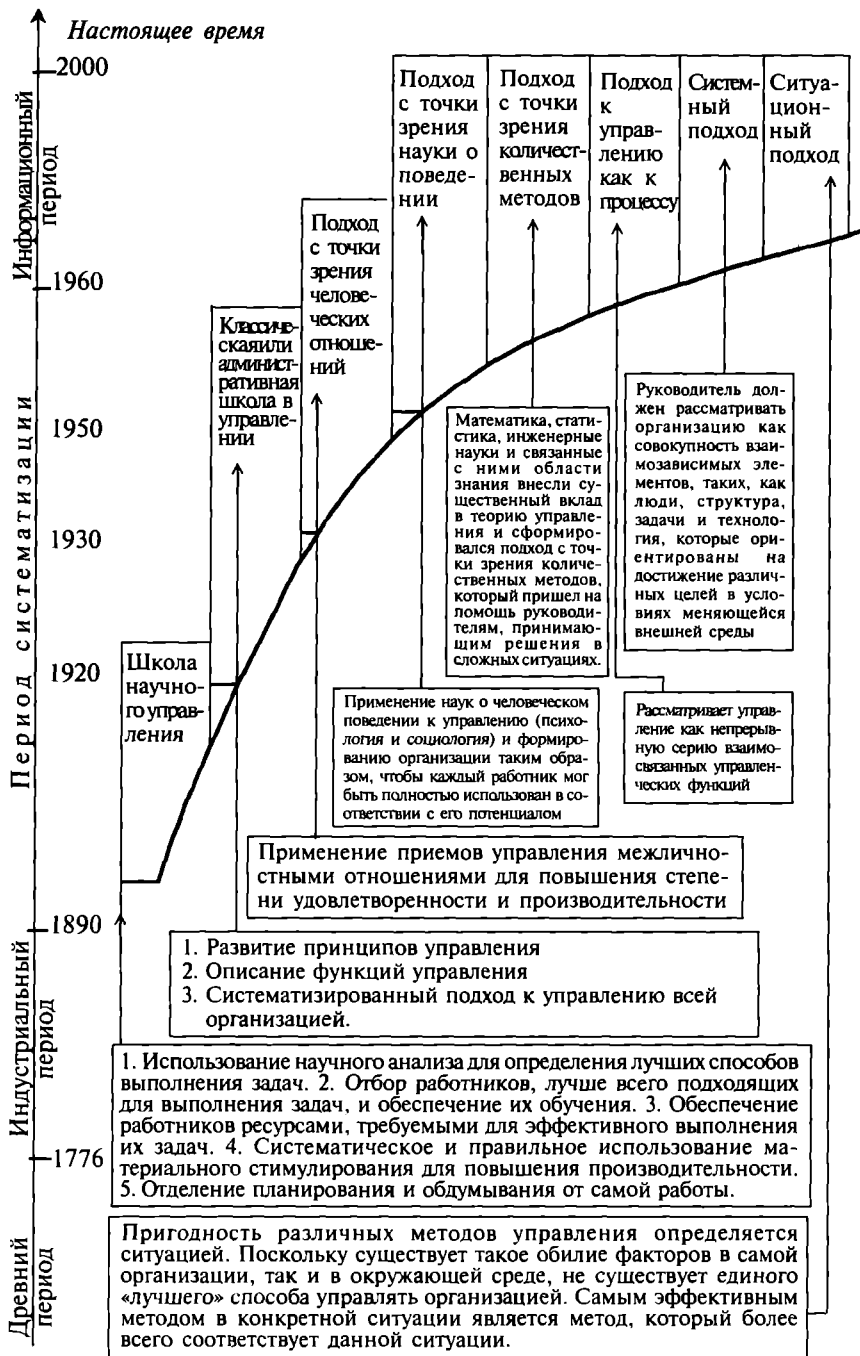 Настоящее время
2000
1960
1950
1930
1920
1890
1776
Информационный
период
Период систематизации
Индустриальный
период
Древний
период
Подход
с точки
зрения
науки о
поведе-
нии
Подход
с точки
зрения
количест-
венных
методов
Подход
к
управ-
лению
как к
процессу
Систем-
ный
подход
Ситуа-
ционный
подход
Подход
с точки
зрения
челове-
ческих
отноше-
ний
Классиче-
скаяили
админист-
ративная
школа в
управле-
нии
Школа
научно-
гоуправ-
ления
Руководитель дол-
жен рассматривать
организацию как
совокупность взаи-
мозависимых эле-
ментов, таких, как
люди, структура,
задачи и техноло-
гия, которые ори-
ентированы на
достижение различ-
ных целей в усло-
виях меняющейся
внешней среды
Математика, стати-
стика, инженерные
науки и связанные
с ними области
знания внесли су-
щественный вклад
в теорию управле-
ния и сформиро-
вался подход с точ-
ки зрения количе-
ственных методов,
который пришел на
помощь руководи-
телям, принимаю-
щим решения в
сложных ситуациях.
Применение наук о человеческом
поведении к управлению (психо-
логия и социология) и формиро-
ванию организации таким обра-
зом, чтобы каждый работник мог
быть полностью использован в со-
ответствии с его потенциалом
Рассматривает управ-
ление как непрерыв-
ную серию взаимо-
связанных управлен-
ческих функций
Применение приемов управления межлично-
стными отношениями для повышения степе-
ни удовлетворенности и производительности
1. Развитие принципов управления
2. Описание функций управления
3. Систематизированный подход к управлению всей
организацией.
1. Использование научного анализа для определения лучших способов
выполнения задач. 2. Отбор работников, лучше всего подходящих
для выполнения задач, и обеспечение их обучения. 3. Обеспечение
работников ресурсами, требуемыми для эффективного выполнения
их задач. 4. Систематическое и правильное использование ма-
териального стимулирования для повышения производительности.
5. Отделение планирования и обдумывания от самой работы.
Пригодность различных методов управления определяется
ситуацией. Поскольку существует такое обилие факторов в самой
организации, так и в окружающей среде, не существует единого
«лучшего» способа управлять организацией. Самым эффективным
методом в конкретной ситуации является метод, который более
всего соответствует данной ситуации.